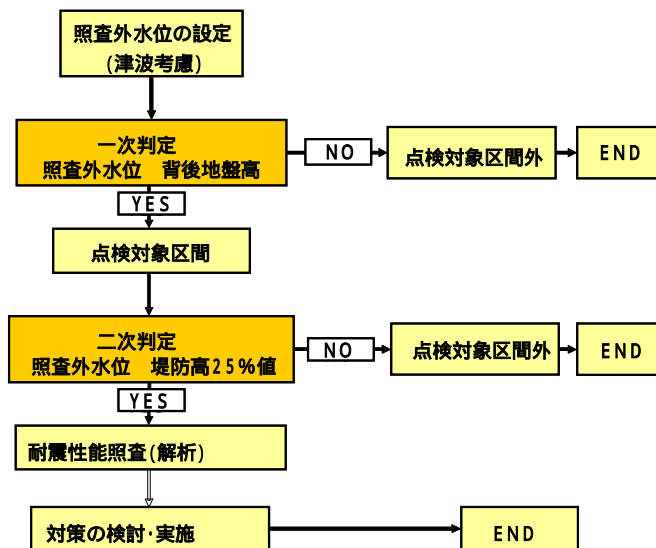 照査外水位の設定
(津波考慮)
一次判定
照査外水位　背後地盤高
NO
点検対象区間外
END
YES
点検対象区間
二次判定
照査外水位　堤防高25%値
NO
点検対象区間外
END
YES
耐震性能照査(解析)
対策の検討･実施
END